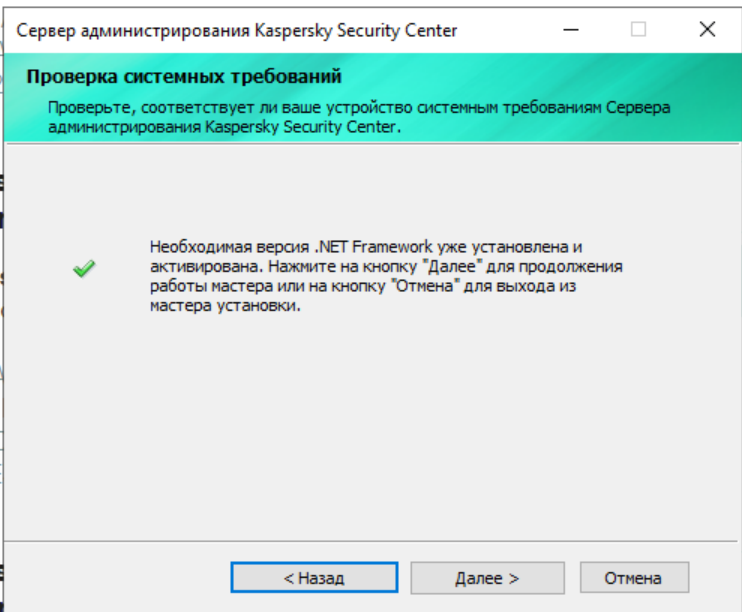 Сервер администрирования Kaspersky Security Center
Проверка системных требований
Проверьте, соответствует ли ваше устройство системным требованиям Сервера
администрирования Kaspersky Security Center.
Необходимая версия .NET Framework уже установлена и
активирована. Нажмите на кнопку "Далее" для продолжения
работы мастера или на кнопку "Отмена" для выхода из
мастера установки.
< Назад
Далее >
Отмена